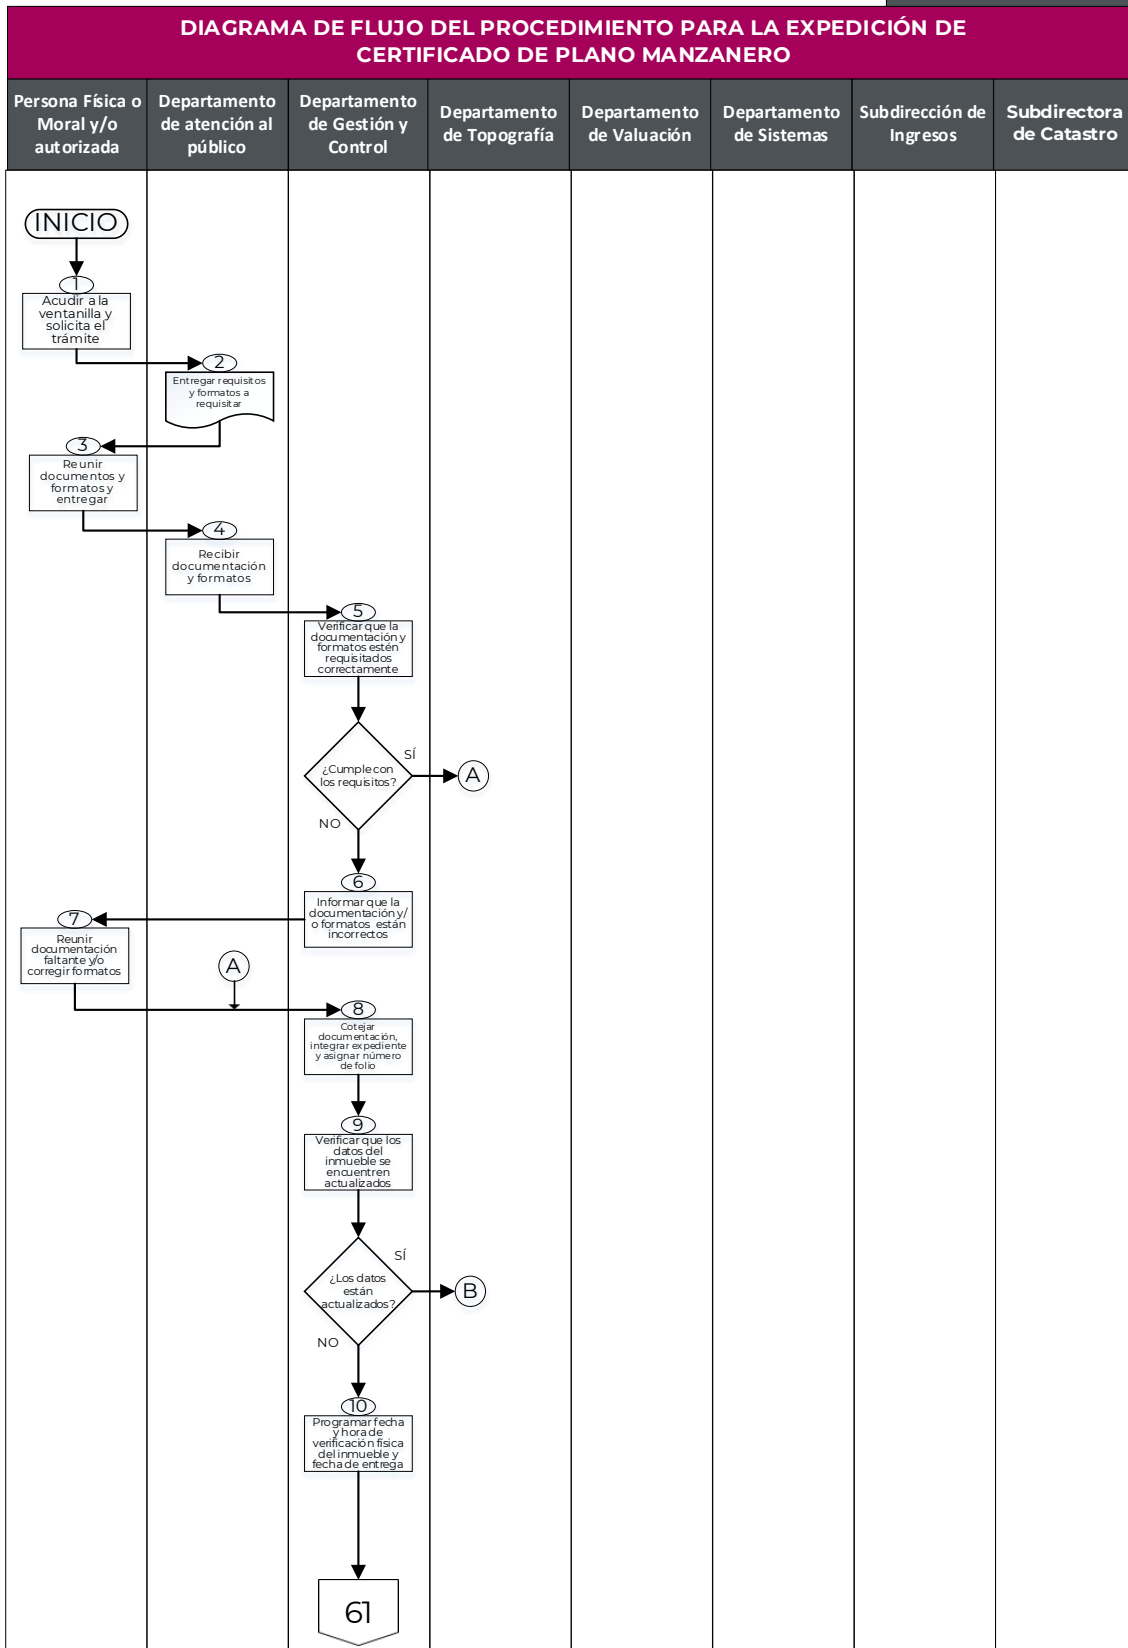 DIAGRAMA DE FLUJO DEL PROCEDIMIENTO PARA LA EXPEDICIÓN DE
CERTIFICADO DE PLANO MANZANERO
Persona Física o
Moral y/o
autorizada
Departamento
de atención al
público
Departamento
de Gestión y
Control
Departamento
de Topografía
Departamento
de Valuación
Departamento
de Sistemas
Subdirección de
Ingresos
Subdirectora
de Catastro
INICIO
1
Acudir a la
ventanilla y
solicita el
trámite
2
Entregar requisitos
y formatos a
requisitar
3
Reunir
documentos y
formatos y
entregar
4
Recibir
documentación
y formatos
5
Verificar que la
documentación y
formatos estén
requisitados
correctamente
¿Cumple con
los requisitos?
SÍ
A
NO
6
Informar que la
documentación y/
o formatos están
incorrectos
7
Reunir
documentación
faltante y/o
corregir formatos
A
8
Cotejar
documentación,
integrar expediente
y asignar número
de folio
9
Verificar que los
datos del
inmueble se
encuentren
actualizados
¿Los datos
están
actualizados?
SÍ
B
NO
10
Programar fecha
y hora de
verificación física
del inmueble y
fecha de entrega
61